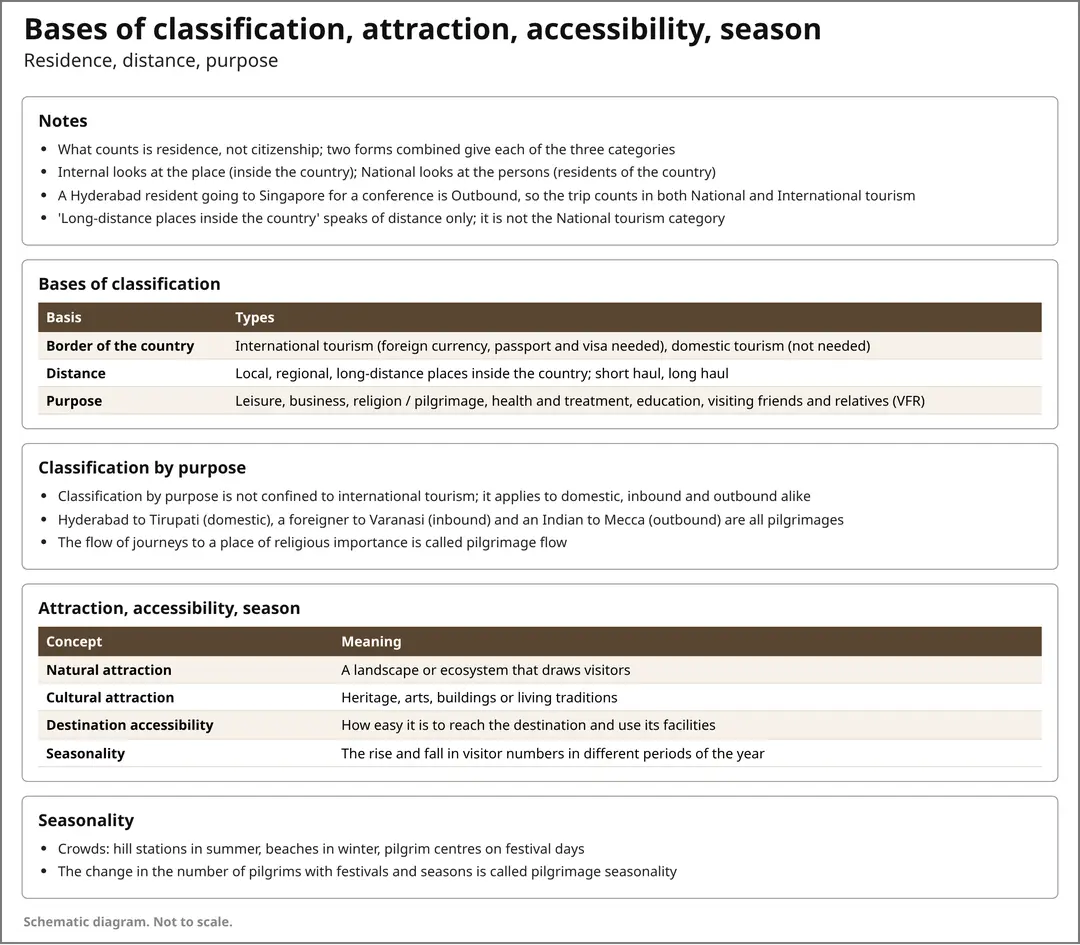 Bases of classification, attraction, accessibility, season
Residence, distance, purpose
Notes
• What counts is residence, not citizenship; two forms combined give each of the three categories
• Internal looks at the place (inside the country); National looks at the persons (residents of the country)
• A Hyderabad resident going to Singapore for a conference is Outbound, so the trip counts in both National and International tourism
• 'Long-distance places inside the country' speaks of distance only; it is not the National tourism category
Bases of classification
Basis Types
Border of the country International tourism (foreign currency, passport and visa needed), domestic tourism (not needed)
Distance Local, regional, long-distance places inside the country; short haul, long haul
Purpose Leisure, business, religion / pilgrimage, health and treatment, education, visiting friends and relatives (VFR)
Classification by purpose
• Classification by purpose is not confined to international tourism; it applies to domestic, inbound and outbound alike
• Hyderabad to Tirupati (domestic), a foreigner to Varanasi (inbound) and an Indian to Mecca (outbound) are all pilgrimages
• The flow of journeys to a place of religious importance is called pilgrimage flow
Attraction, accessibility, season
Concept Meaning
Natural attraction A landscape or ecosystem that draws visitors
Cultural attraction Heritage, arts, buildings or living traditions
Destination accessibility How easy it is to reach the destination and use its facilities
Seasonality The rise and fall in visitor numbers in different periods of the year
Seasonality
• Crowds: hill stations in summer, beaches in winter, pilgrim centres on festival days
• The change in the number of pilgrims with festivals and seasons is called pilgrimage seasonality
Schematic diagram. Not to scale.